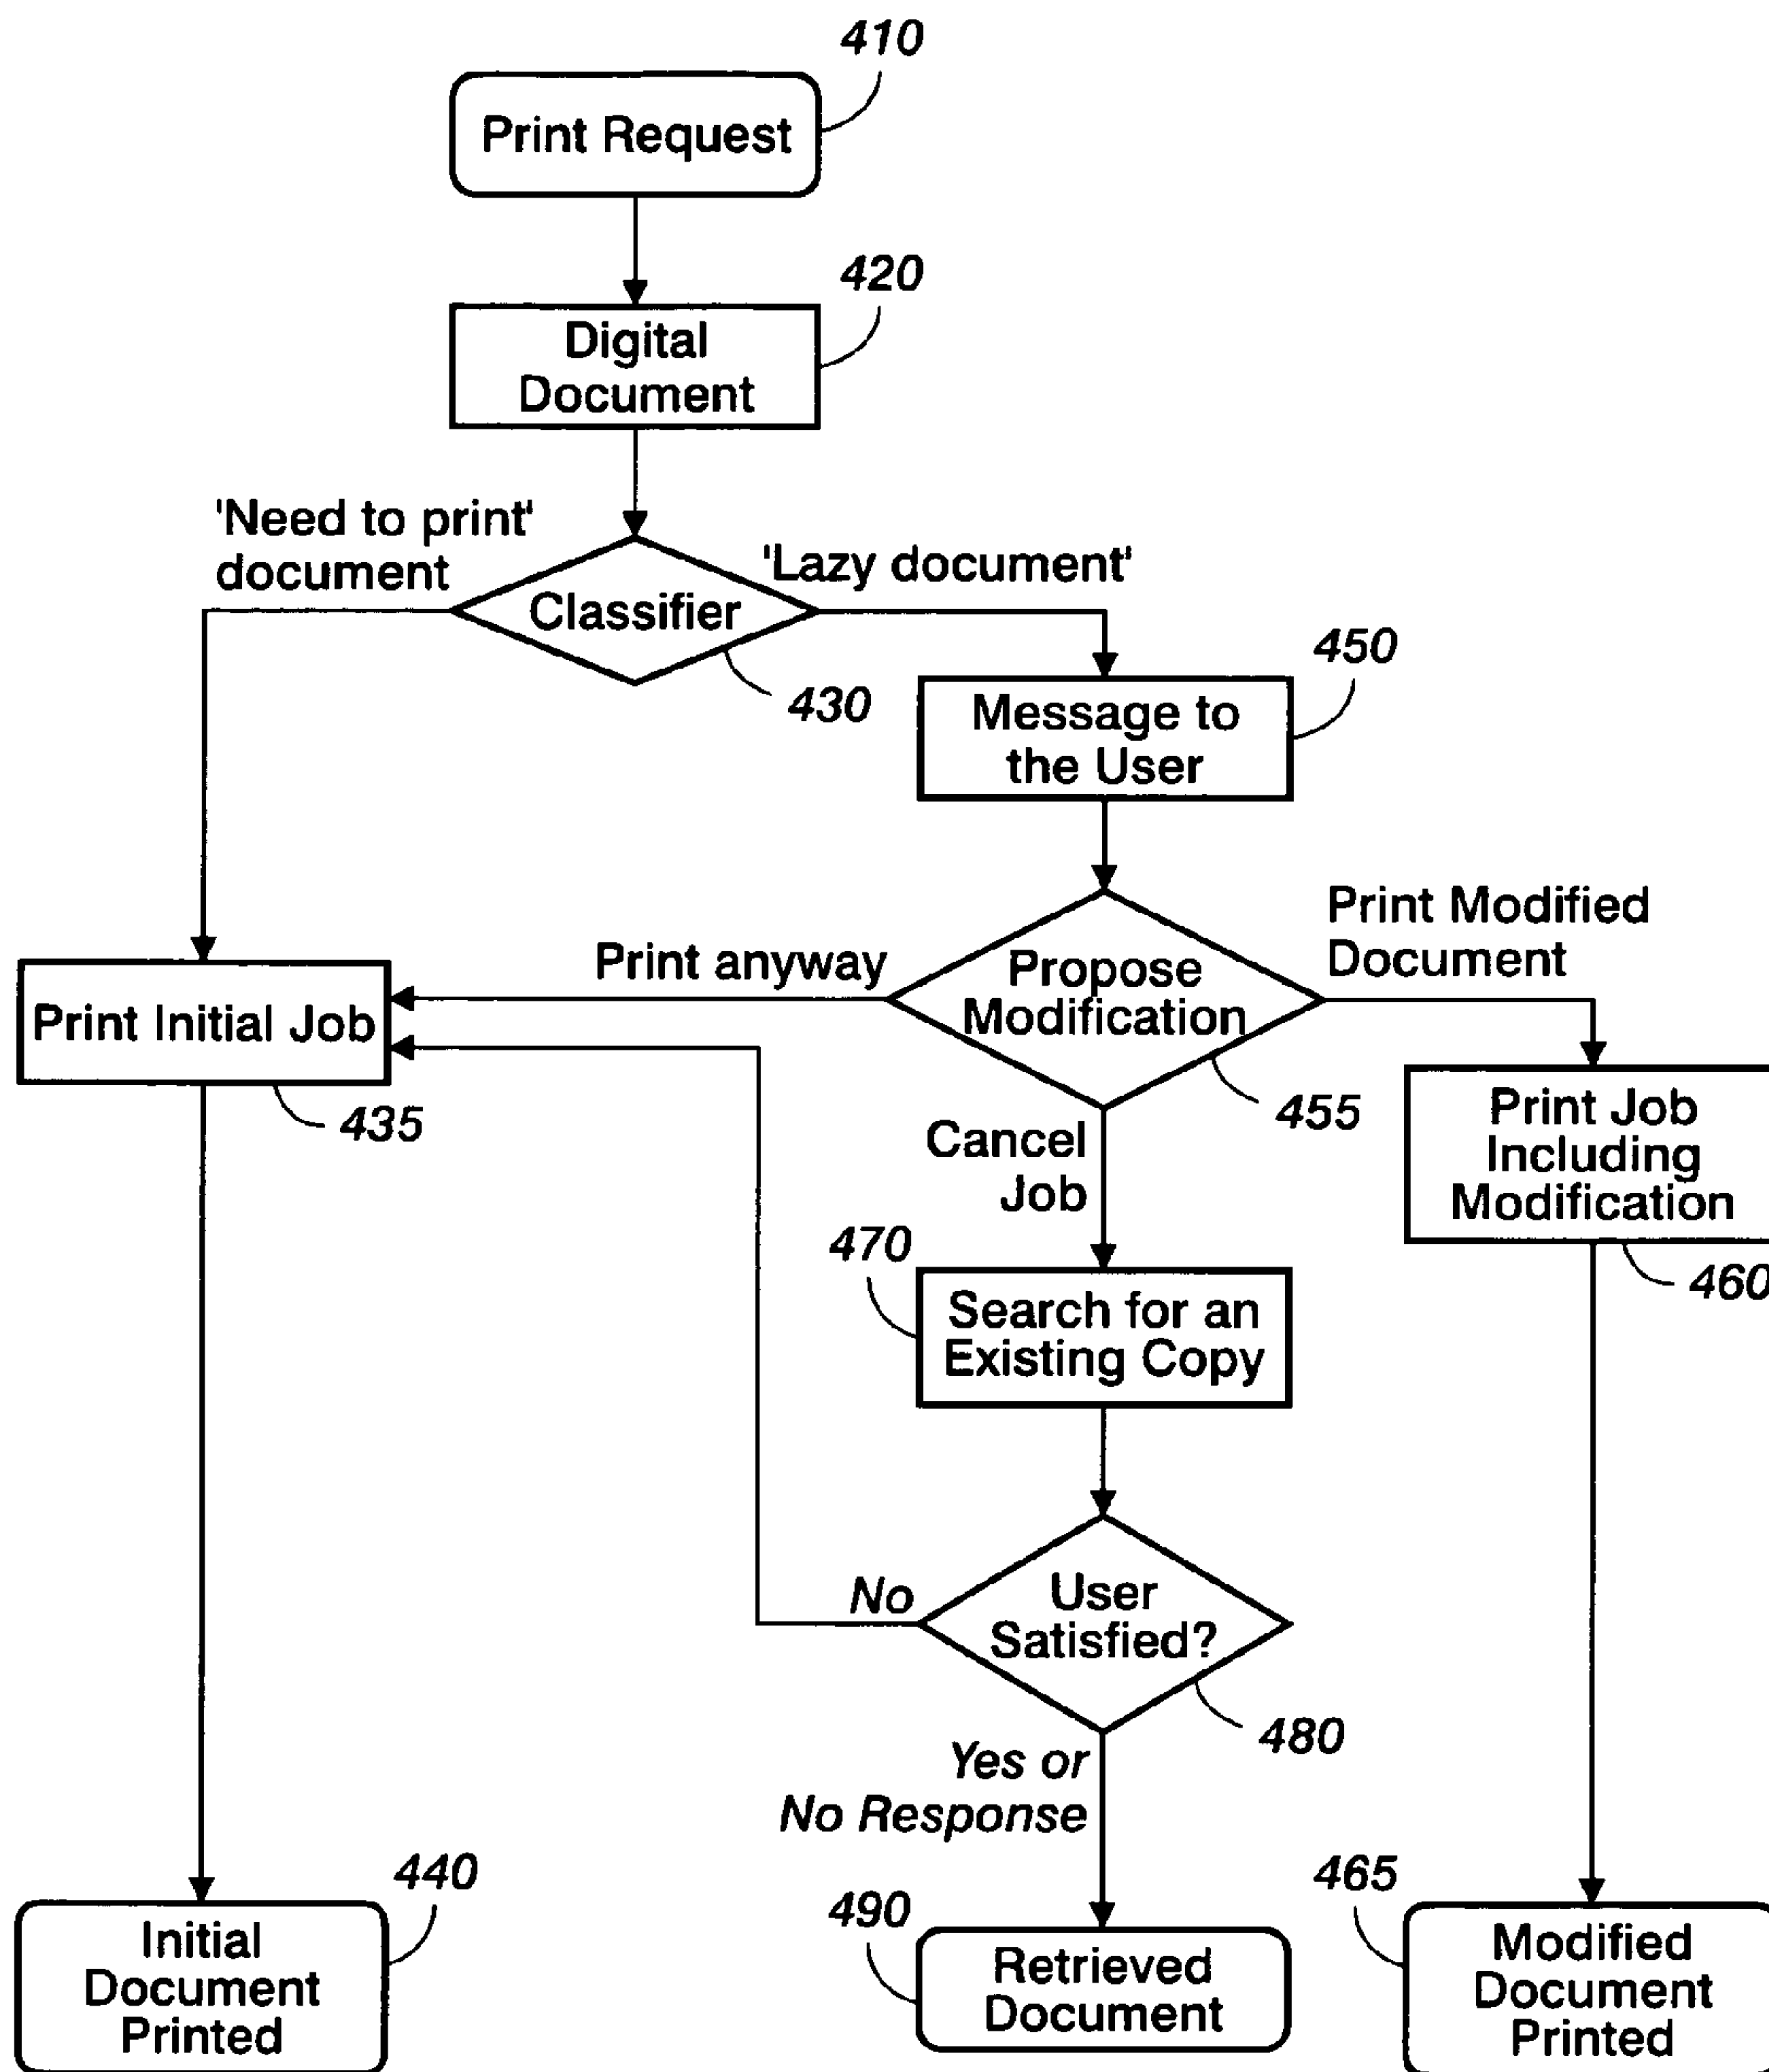 410
Print Request
420
Digital
Document
'Need to print'
document
'Lazy document'
Classifier
430
450
Message to
the User
Print Modified
Document
Print anyway
Propose
Modification
Print Initial Job
435
455
Cancel
Job
Print Job
Including
Modification
460
470
Search for an
Existing Copy
No
User
Satisfied?
480
Yes or
No Response
440
Initial
Document
Printed
490
Retrieved
Document
465
Modified
Document
Printed